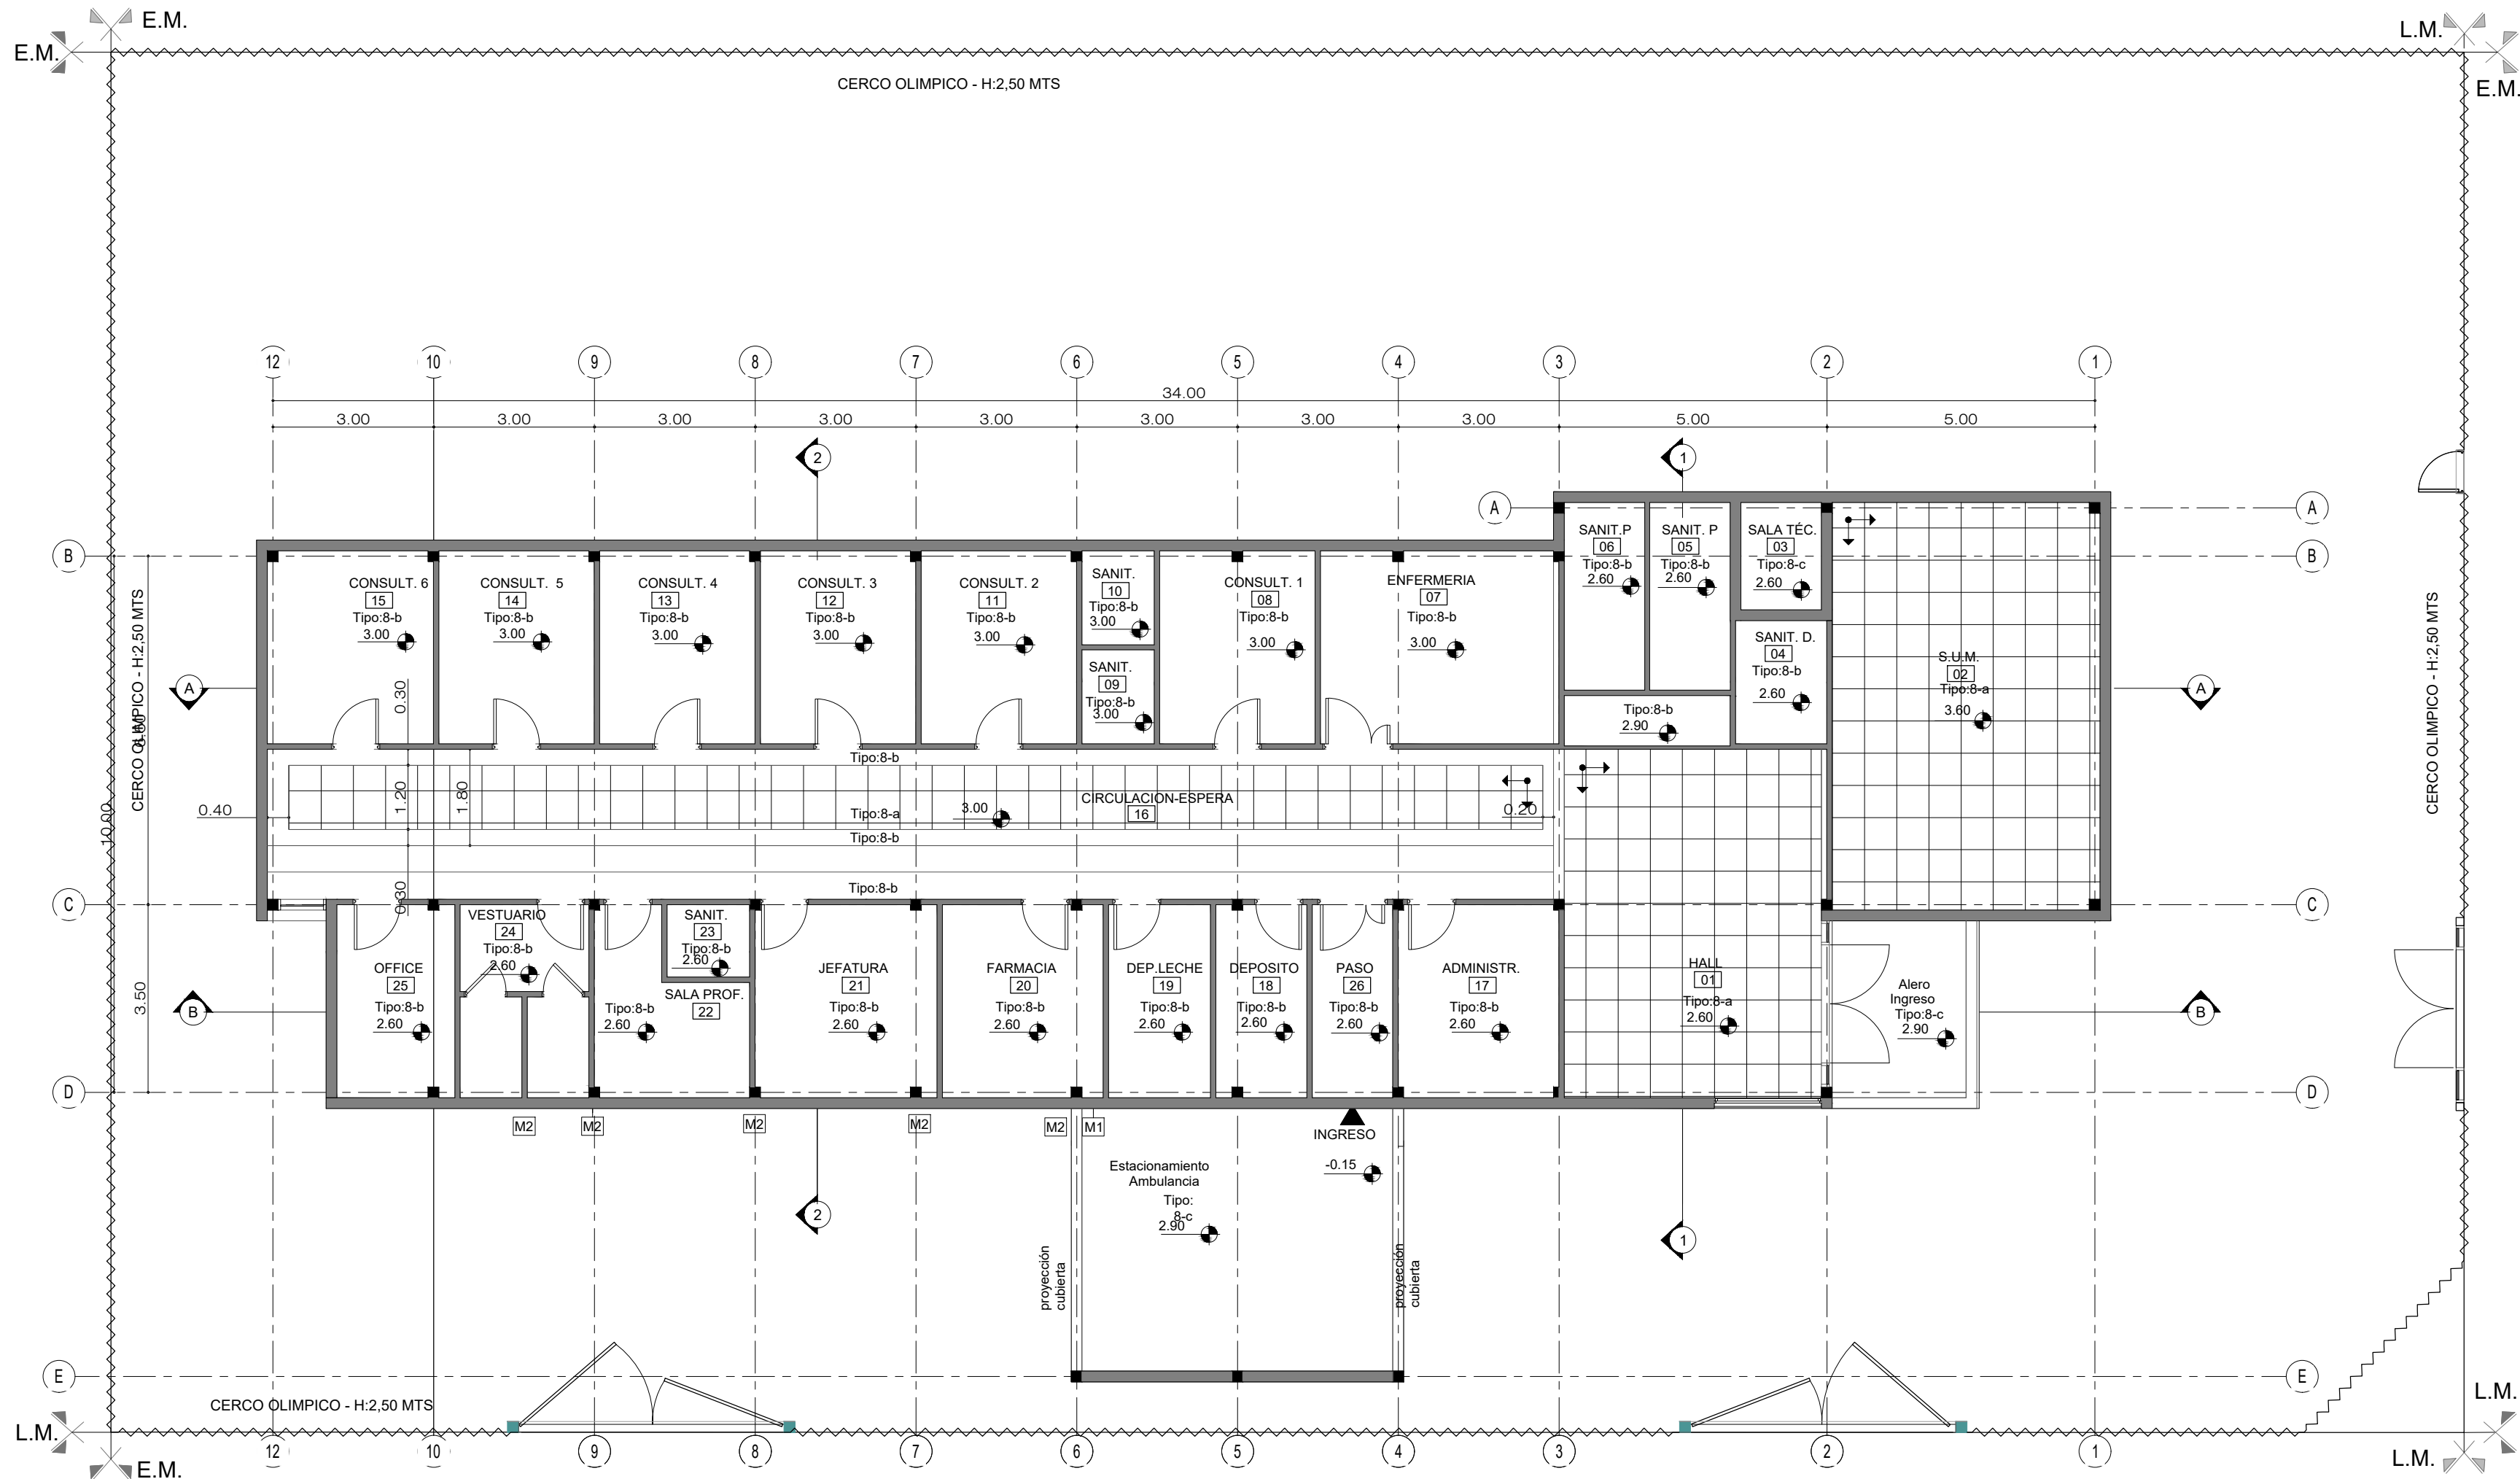 E.M.
L.M.
E.M.
E.M.
CERCO OLIMPICO - H:2,50 MTS
12 10 9 8 7 6 5 4 3 2 1
34.00
3.00 3.00 3.00 3.00 3.00 3.00 3.00 3.00 5.00 5.00
2
1
A
A
B
B
SANIT.P
06
Tipo:8-b
2.60
SANIT. P
05
Tipo:8-b
2.60
SALA TÉC.
03
Tipo:8-c
2.60
CONSULT. 6
15
Tipo:8-b
3.00
CONSULT. 5
14
Tipo:8-b
3.00
CONSULT. 4
13
Tipo:8-b
3.00
CONSULT. 3
12
Tipo:8-b
3.00
CONSULT. 2
11
Tipo:8-b
3.00
SANIT.
10
Tipo:8-b
3.00
SANIT.
09
Tipo:8-b
3.00
CONSULT. 1
08
Tipo:8-b
3.00
ENFERMERIA
07
Tipo:8-b
3.00
SANIT. D.
04
Tipo:8-b
2.60
S.U.M.
02
Tipo:8-a
3.60
Tipo:8-b
2.90
CERCO OLIMPICO - H:2,50 MTS
CERCO OLIMPICO - H:2,50 MTS
A
A
0.30
1.20
1.80
0.30
0.40
10.00
3.50
Tipo:8-b
CIRCULACION-ESPERA
16
Tipo:8-a
3.00
0.20
Tipo:8-b
Tipo:8-b
C
C
OFFICE
25
Tipo:8-b
2.60
VESTUARIO
24
Tipo:8-b
2.60
SANIT.
23
Tipo:8-b
2.60
SALA PROF.
22
Tipo:8-b
2.60
JEFATURA
21
Tipo:8-b
2.60
FARMACIA
20
Tipo:8-b
2.60
DEP.LECHE
19
Tipo:8-b
2.60
DEPOSITO
18
Tipo:8-b
2.60
PASO
26
Tipo:8-b
2.60
ADMINISTR.
17
Tipo:8-b
2.60
HALL
01
Tipo:8-a
2.60
Alero
Ingreso
Tipo:8-c
2.90
B
B
D
D
M2
M2
M2
M2
M2
M1
INGRESO
-0.15
Estacionamiento
Ambulancia
Tipo:
8-c
2.90
2
1
proyección
cubierta
proyección
cubierta
E
E
CERCO OLIMPICO - H:2,50 MTS
L.M.
L.M.
12 10 9 8 7 6 5 4 3 2 1
E.M.
L.M.